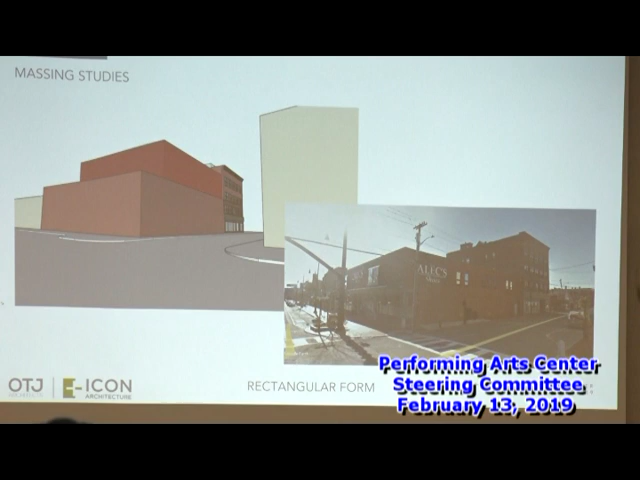 MASSING STUDIES
ALEC'S
OTJ
ICON
ARCHITECTURE
RECTANGULAR FORM
Performing Arts Center
Steering Committee
February 13, 2019